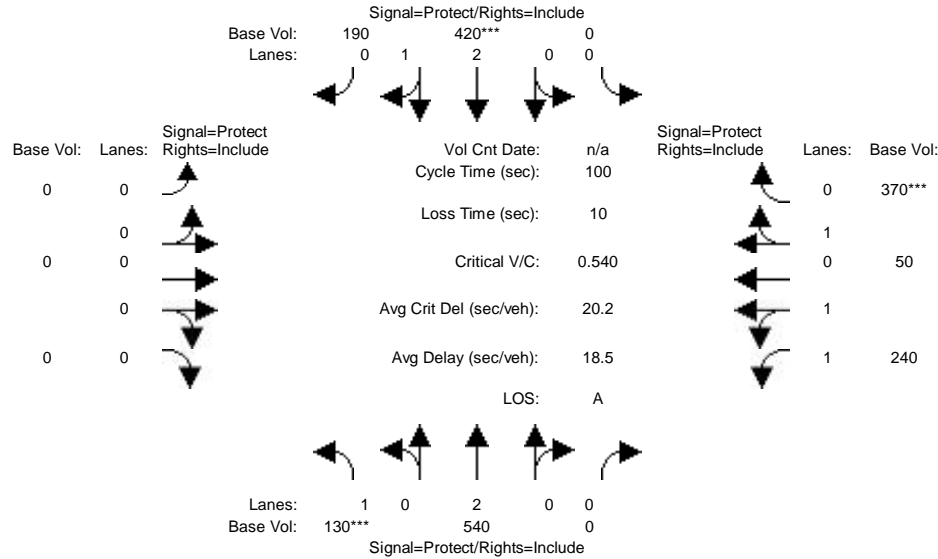 Signal=Protect/Rights=Include
Base Vol: 190 420*** 0
Lanes: 0 1 2 0 0
Signal=Protect
Base Vol: Lanes: Rights=Include
Vol Cnt Date: n/a
Signal=Protect
Rights=Include Lanes: Base Vol:
Cycle Time (sec): 100
0 0
0 370***
Loss Time (sec): 10
0
1
0 0
Critical V/C: 0.540
0 50
0
Avg Crit Del (sec/veh): 20.2
1
0 0
Avg Delay (sec/veh): 18.5
1 240
LOS: A
Lanes: 1 0 2 0 0
Base Vol: 130*** 540 0
Signal=Protect/Rights=Include